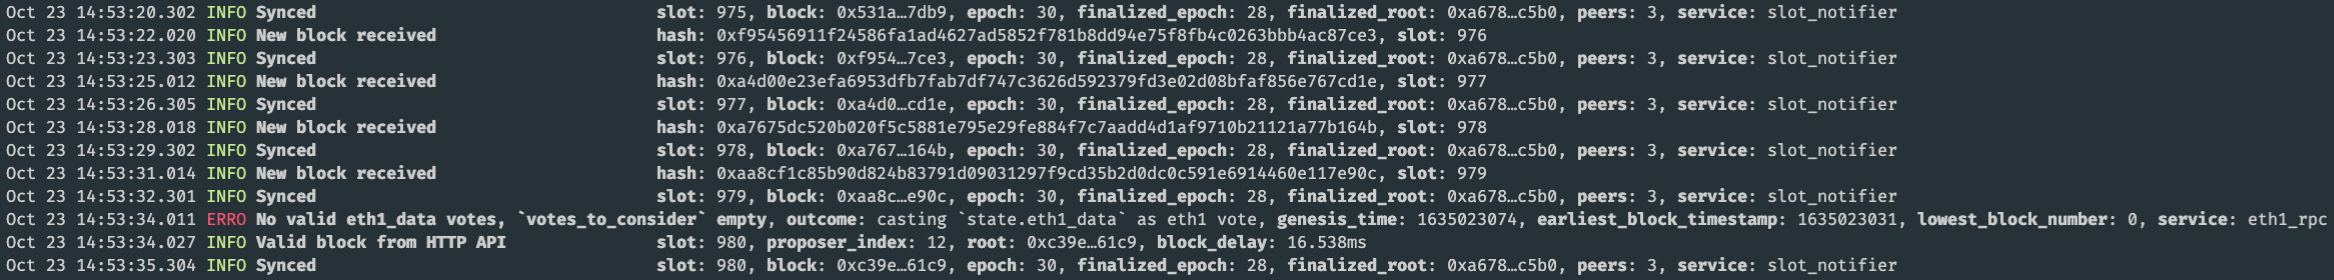 Oct 23 14:53:20.302 INFO Synced slot: 975, block: 0x531a…7db9, epoch: 30, finalized_epoch: 28, finalized_root: 0xa678…c5b0, peers: 3, service: slot_notifier
Oct 23 14:53:22.020 INFO New block received hash: 0xf95456911f24586fa1ad4627ad5852f781b8dd94e75f8fb4c0263bbb4ac87ce3, slot: 976
Oct 23 14:53:23.303 INFO Synced slot: 976, block: 0xf954…7ce3, epoch: 30, finalized_epoch: 28, finalized_root: 0xa678…c5b0, peers: 3, service: slot_notifier
Oct 23 14:53:25.012 INFO New block received hash: 0xa4d00e23efa6953dfb7fab7df747c3626d592379fd3e02d08bfaf856e767cd1e, slot: 977
Oct 23 14:53:26.305 INFO Synced slot: 977, block: 0xa4d0…cd1e, epoch: 30, finalized_epoch: 28, finalized_root: 0xa678…c5b0, peers: 3, service: slot_notifier
Oct 23 14:53:28.018 INFO New block received hash: 0xa7675dc520b020f5c5881e795e29fe884f7c7aadd4d1af9710b21121a77b164b, slot: 978
Oct 23 14:53:29.302 INFO Synced slot: 978, block: 0xa767…164b, epoch: 30, finalized_epoch: 28, finalized_root: 0xa678…c5b0, peers: 3, service: slot_notifier
Oct 23 14:53:31.014 INFO New block received hash: 0xaa8cf1c85b90d824b83791d09031297f9cd35b2d0dc0c591e6914460e117e90c, slot: 979
Oct 23 14:53:32.301 INFO Synced slot: 979, block: 0xaa8c…e90c, epoch: 30, finalized_epoch: 28, finalized_root: 0xa678…c5b0, peers: 3, service: slot_notifier
Oct 23 14:53:34.011 ERRO No valid eth1_data votes, `votes_to_consider` empty, outcome: casting `state.eth1_data` as eth1 vote, genesis_time: 1635023074, earliest_block_timestamp: 1635023031, lowest_block_number: 0, service: eth1_rpc
Oct 23 14:53:34.027 INFO Valid block from HTTP API slot: 980, proposer_index: 12, root: 0xc39e…61c9, block_delay: 16.538ms
Oct 23 14:53:35.304 INFO Synced slot: 980, block: 0xc39e…61c9, epoch: 30, finalized_epoch: 28, finalized_root: 0xa678…c5b0, peers: 3, service: slot_notifier